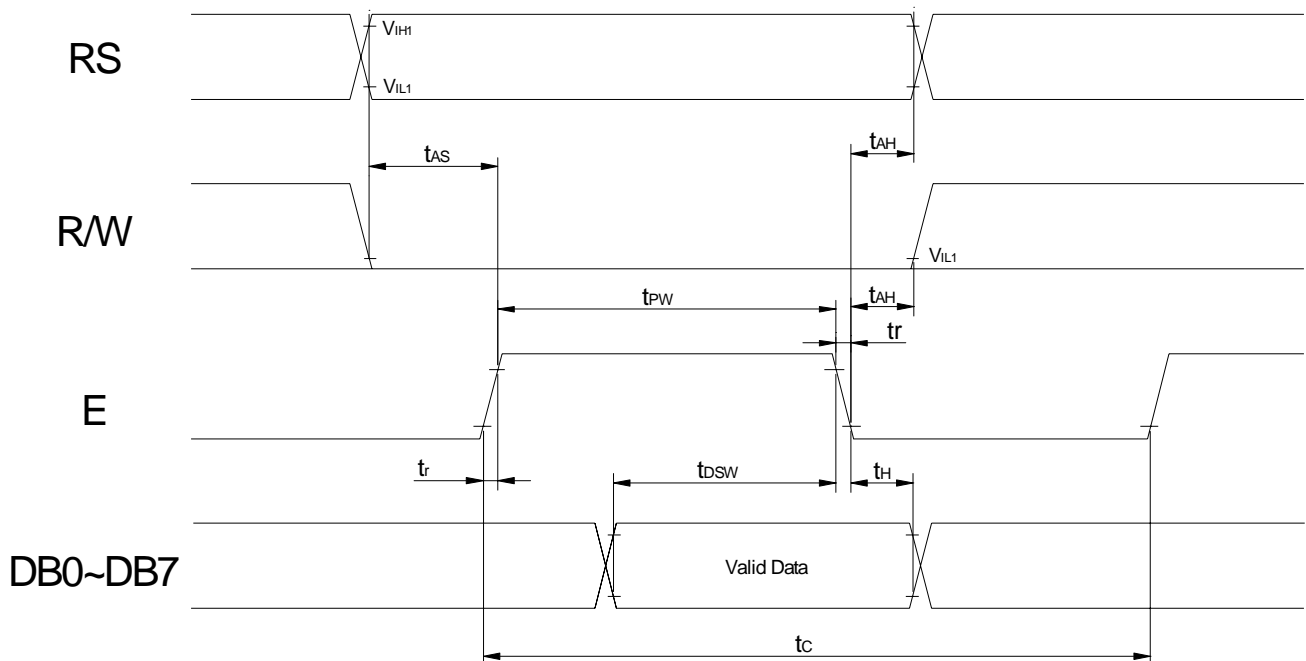 RS
VIH1
VIL1
tAS
tAH
R/W
VIL1
tPW
tAH
tr
E
tr
tDSW
tH
DB0~DB7
Valid Data
tC